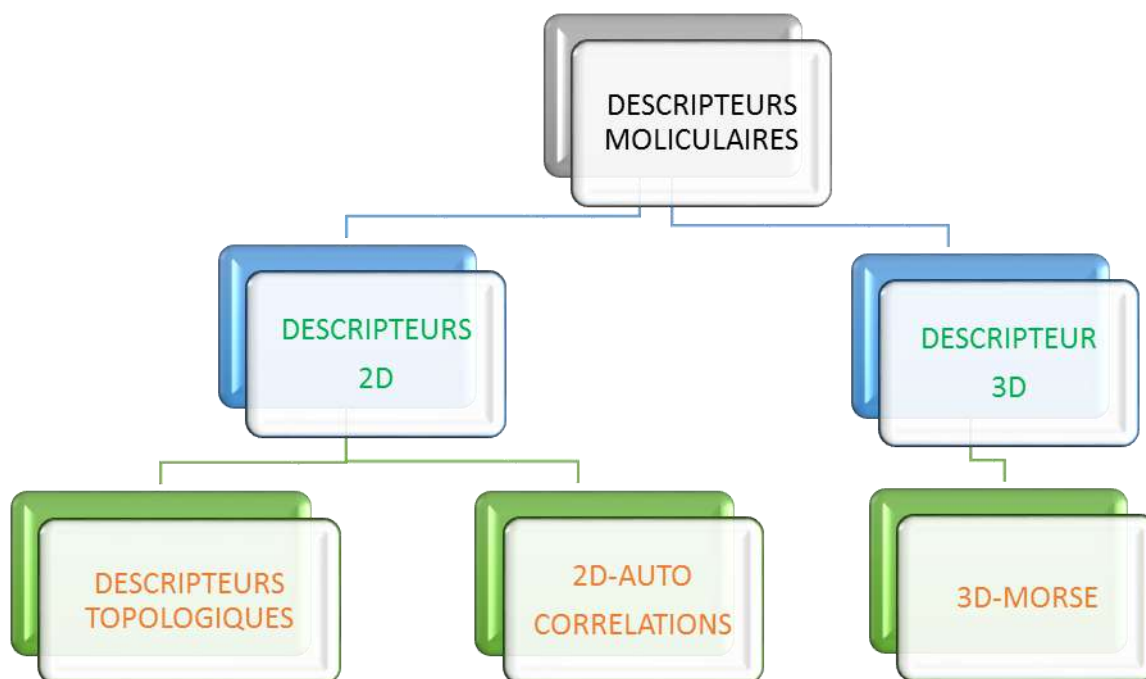 DESCRIPTEURS
MOLICULAIRES
DESCRIPTEURS
2D
DESCRIPTEUR
3D
DESCRIPTEURS
TOPOLOGIQUES
2D-AUTO
CORRELATIONS
3D-MORSE